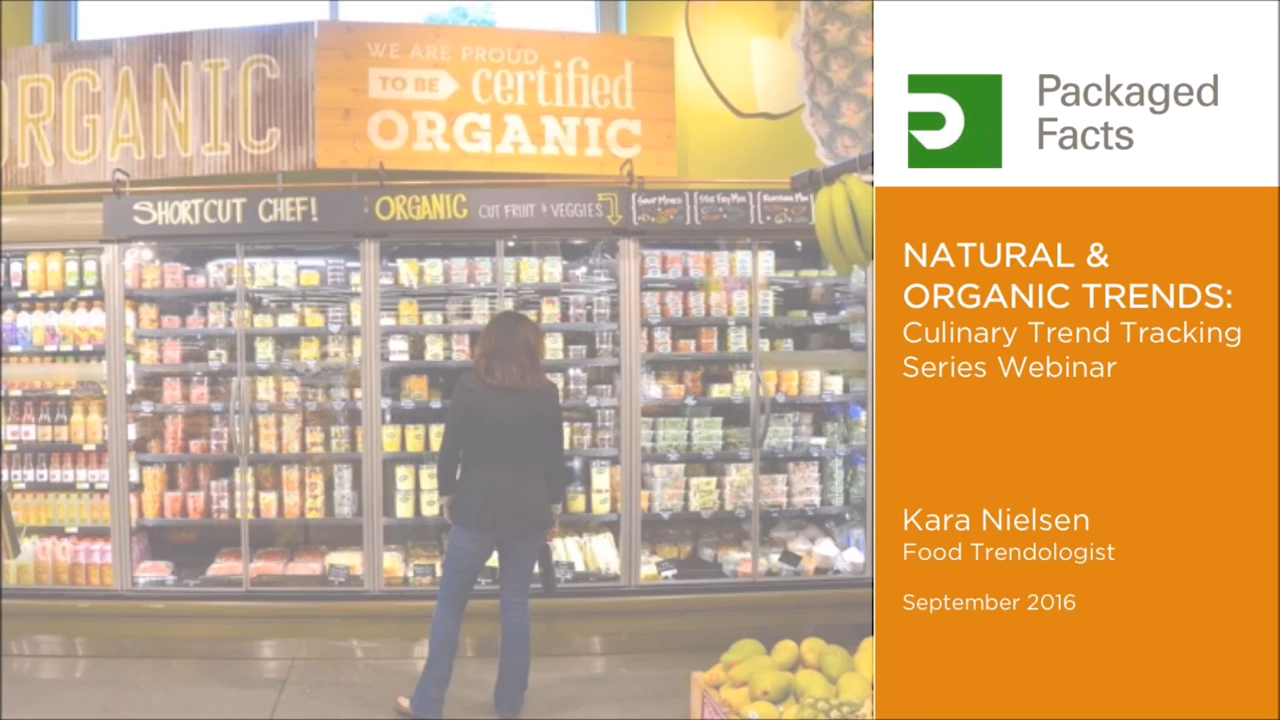 ORGANIC
WE ARE PROUD
TO BE certified
ORGANIC
SHORTCUT CHEF!
ORGANIC CUT FRUIT & VEGGIES
Packaged
Facts
NATURAL &
ORGANIC TRENDS:
Culinary Trend Tracking
Series Webinar
Kara Nielsen
Food Trendologist
September 2016